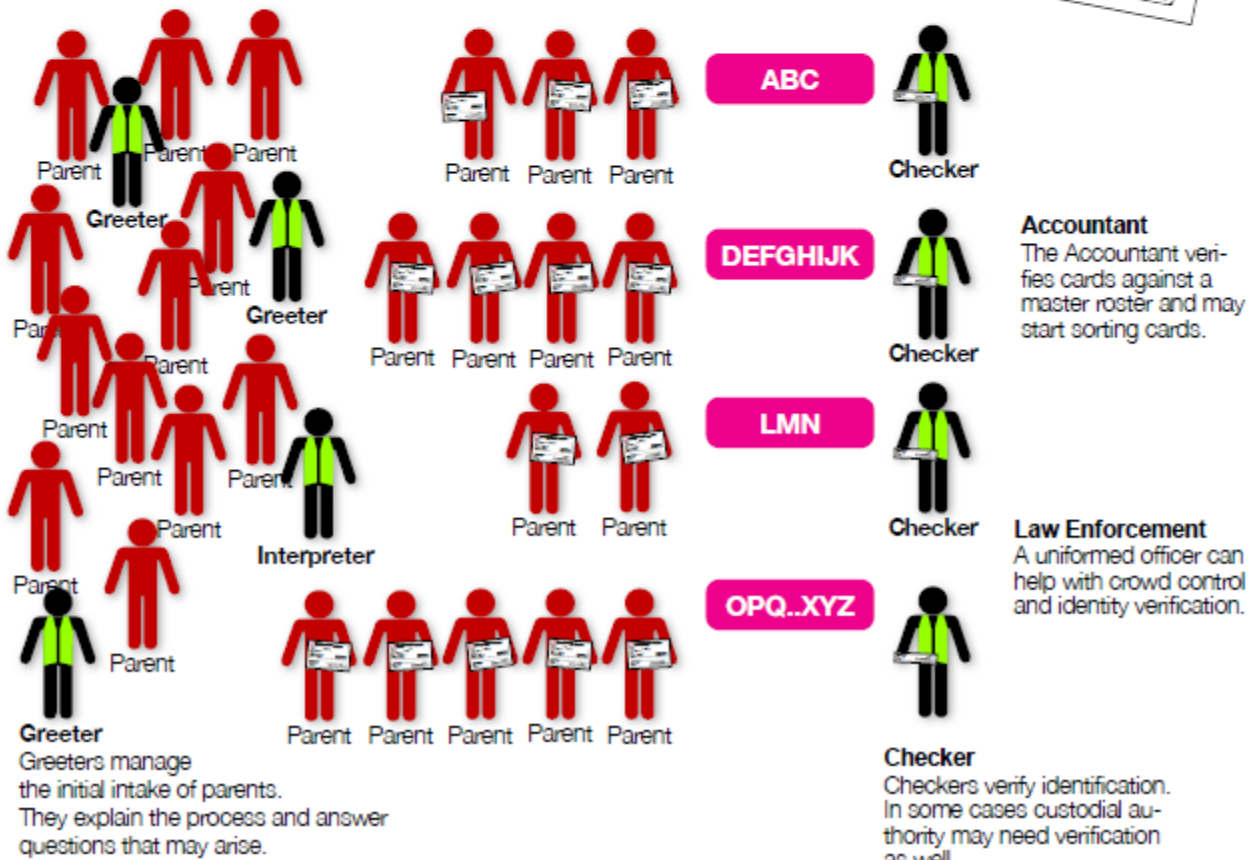 ABC
Parent
Parent
Parent
Parent Parent Parent
Checker
Greeter
Accountant
The Accountant veri-
fies cards against a
master roster and may
start sorting cards.
DEFGHIJK
Parent
Greeter
Parent
Parent
Parent Parent Parent Parent
Checker
LMN
Parent
Parent
Parent
Parent
Parent Parent
Checker
Interpreter
Law Enforcement
A uniformed officer can
help with crowd control
and identity verification.
Parent
OPQ..XYZ
Parent
Parent Parent Parent Parent Parent
Greeter
Greeters manage
the initial intake of parents.
They explain the process and answer
questions that may arise.
Checker
Checkers verify identification.
In some cases custodial au-
thority may need verification
as well